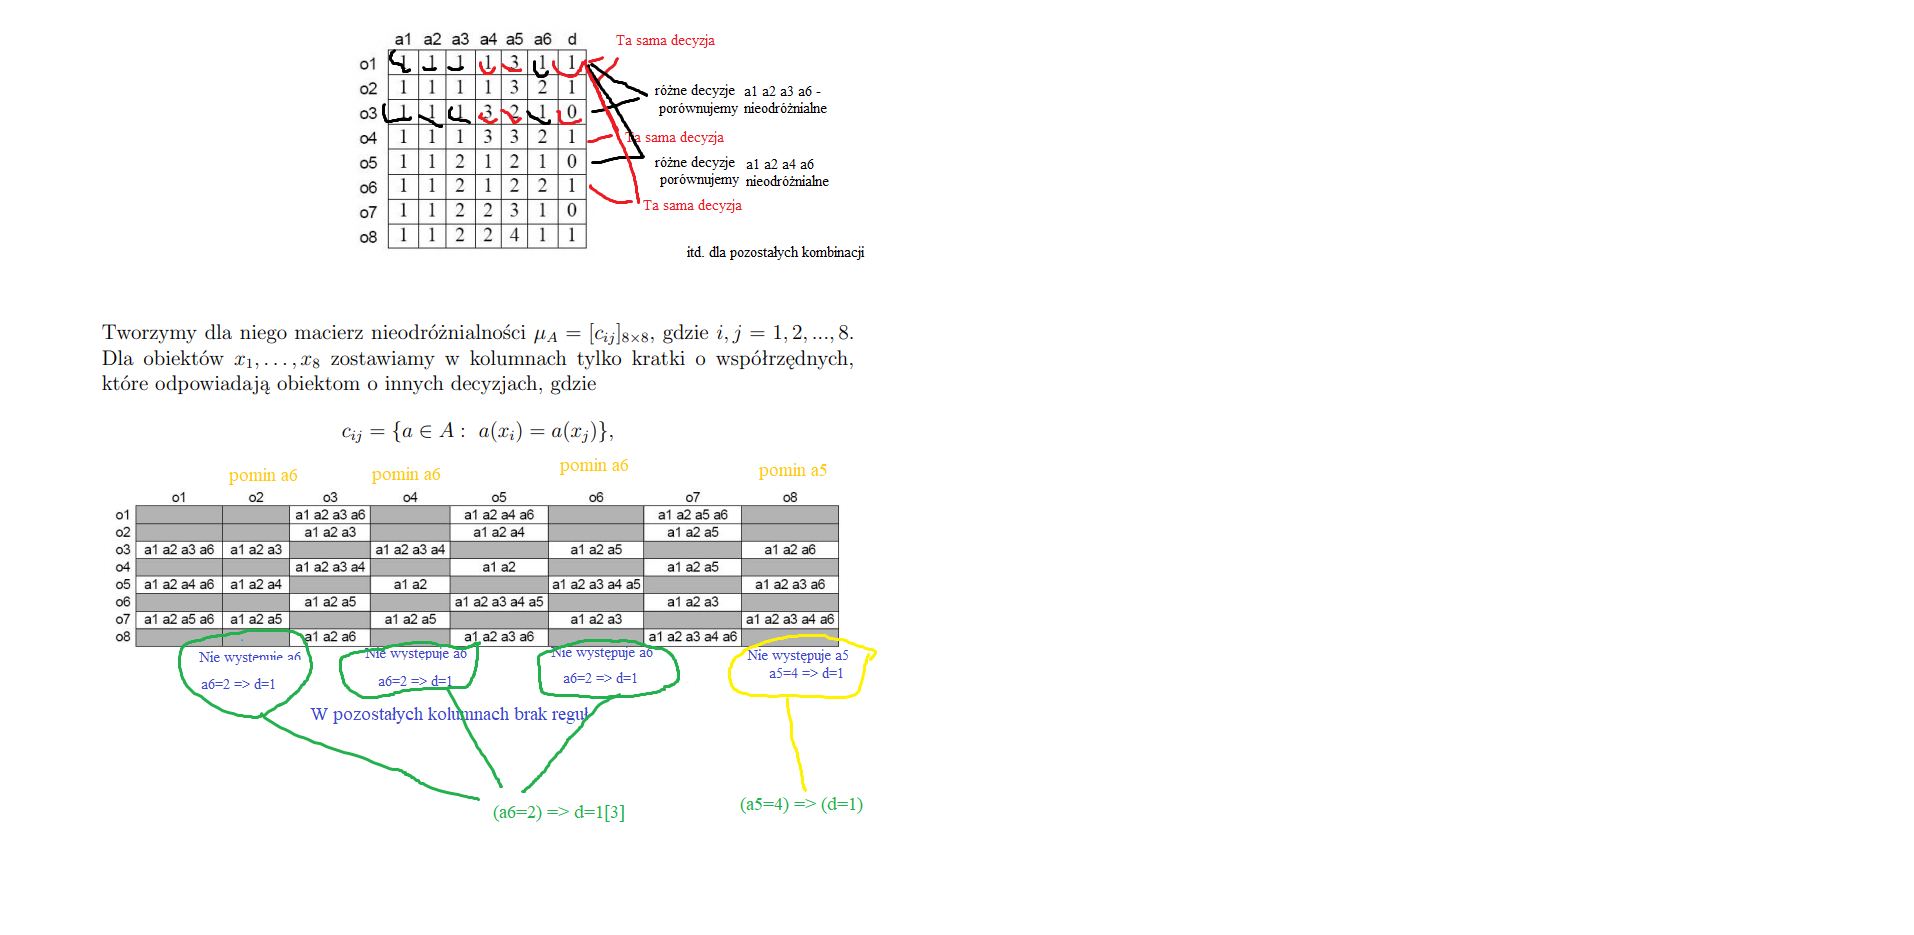 a1 a2 a3 a4 a5 a6 d Ta sama decyzja
o1 1 1 1 1 3 1 1
o2 1 1 1 1 3 2 1 różne decyzje a1 a2 a3 a6 -
porównujemy nieodróżnialne
o3 1 1 1 3 2 1 0
o4 1 1 1 3 3 2 1 Ta sama decyzja
o5 1 1 2 1 2 1 0 różne decyzje a1 a2 a4 a6
porównujemy nieodróżnialne
o6 1 1 2 1 2 2 1
Ta sama decyzja
o7 1 1 2 2 3 1 0
o8 1 1 2 2 4 1 1
itd. dla pozostałych kombinacji
Tworzymy dla niego macierz nieodróżnialności μA = [cij]8×8, gdzie i, j = 1, 2, ..., 8.
Dla obiektów x1, . . . , x8 zostawiamy w kolumnach tylko kratki o współrzędnych,
które odpowiadają obiektom o innych decyzjach, gdzie
cij = {a ∈ A : a(xi) = a(xj)},
pomin a6 pomin a6 pomin a6 pomin a5
o1 o2 o3 o4 o5 o6 o7 o8
o1 a1 a2 a3 a6 a1 a2 a4 a6 a1 a2 a5 a6
o2 a1 a2 a3 a1 a2 a4 a1 a2 a5
o3 a1 a2 a3 a6 a1 a2 a3 a1 a2 a3 a4 a1 a2 a5 a1 a2 a6
o4 a1 a2 a3 a4 a1 a2 a1 a2 a5
o5 a1 a2 a4 a6 a1 a2 a4 a1 a2 a1 a2 a3 a4 a5 a1 a2 a3 a6
o6 a1 a2 a5 a1 a2 a3 a4 a5 a1 a2 a3
o7 a1 a2 a5 a6 a1 a2 a5 a1 a2 a5 a1 a2 a3 a1 a2 a3 a4 a6
o8 a1 a2 a6 a1 a2 a3 a6 a1 a2 a3 a4 a6
Nie występuje a6 Nie występuje a6 Nie występuje a6 Nie występuje a5
a6=2 => d=1 a6=2 => d=1 a6=2 => d=1 a5=4 => d=1
W pozostałych kolumnach brak reguł
(a6=2) => d=1[3] (a5=4) => (d=1)